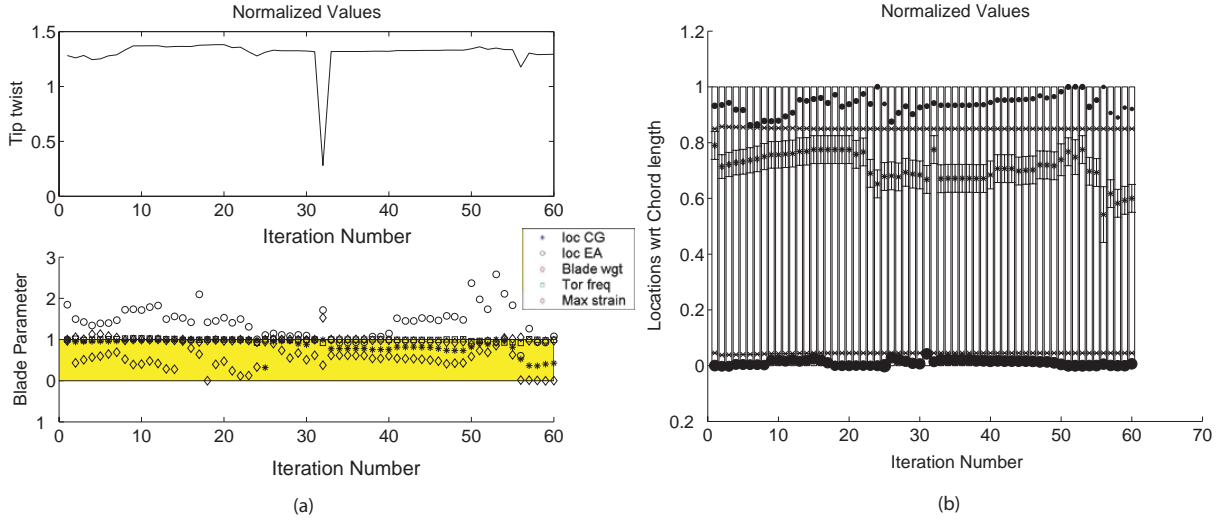 Normalized Values
1.5
1
0.5
0
Tip twist
0 10 20 30 40 50 60
Iteration Number
loc CG
loc EA
Blade wgt
Tor freq
Max strain
3
2
1
0
1
Blade Parameter
0 10 20 30 40 50 60
Iteration Number
(a)
Normalized Values
1.2
1
0.8
0.6
0.4
0.2
0
0.2
Locations wrt Chord length
0 10 20 30 40 50 60 70
Iteration Number
(b)